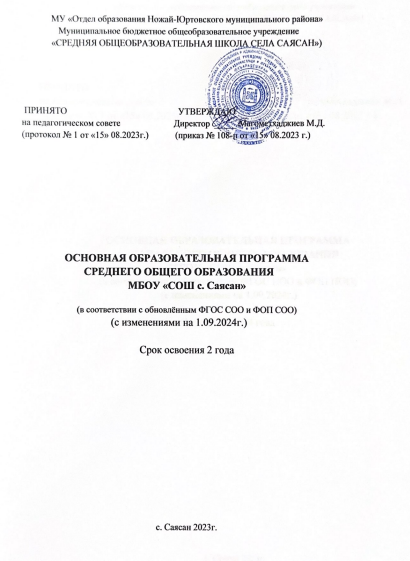 МУ «Отдел образования Ножай-Юртовского муниципального района»
Муниципальное бюджетное общеобразовательное учреждение
«СРЕДНЯЯ ОБЩЕОБРАЗОВАТЕЛЬНАЯ ШКОЛА СЕЛА САЯСАН»)
ПРИНЯТО УТВЕРЖДАЮ
на педагогическом совете Директор Магометхаджиев М.Д.
(протокол № 1 от «15» 08.2023г.) (приказ № 108-п от «15» 08.2023 г.)
ОСНОВНАЯ ОБРАЗОВАТЕЛЬНАЯ ПРОГРАММА
СРЕДНЕГО ОБЩЕГО ОБРАЗОВАНИЯ
МБОУ «СОШ с. Саясан»
(в соответствии с обновлённым ФГОС СОО и ФОП СОО)
(с изменениями на 1.09.2024г.)
Срок освоения 2 года
с. Саясан 2023г.